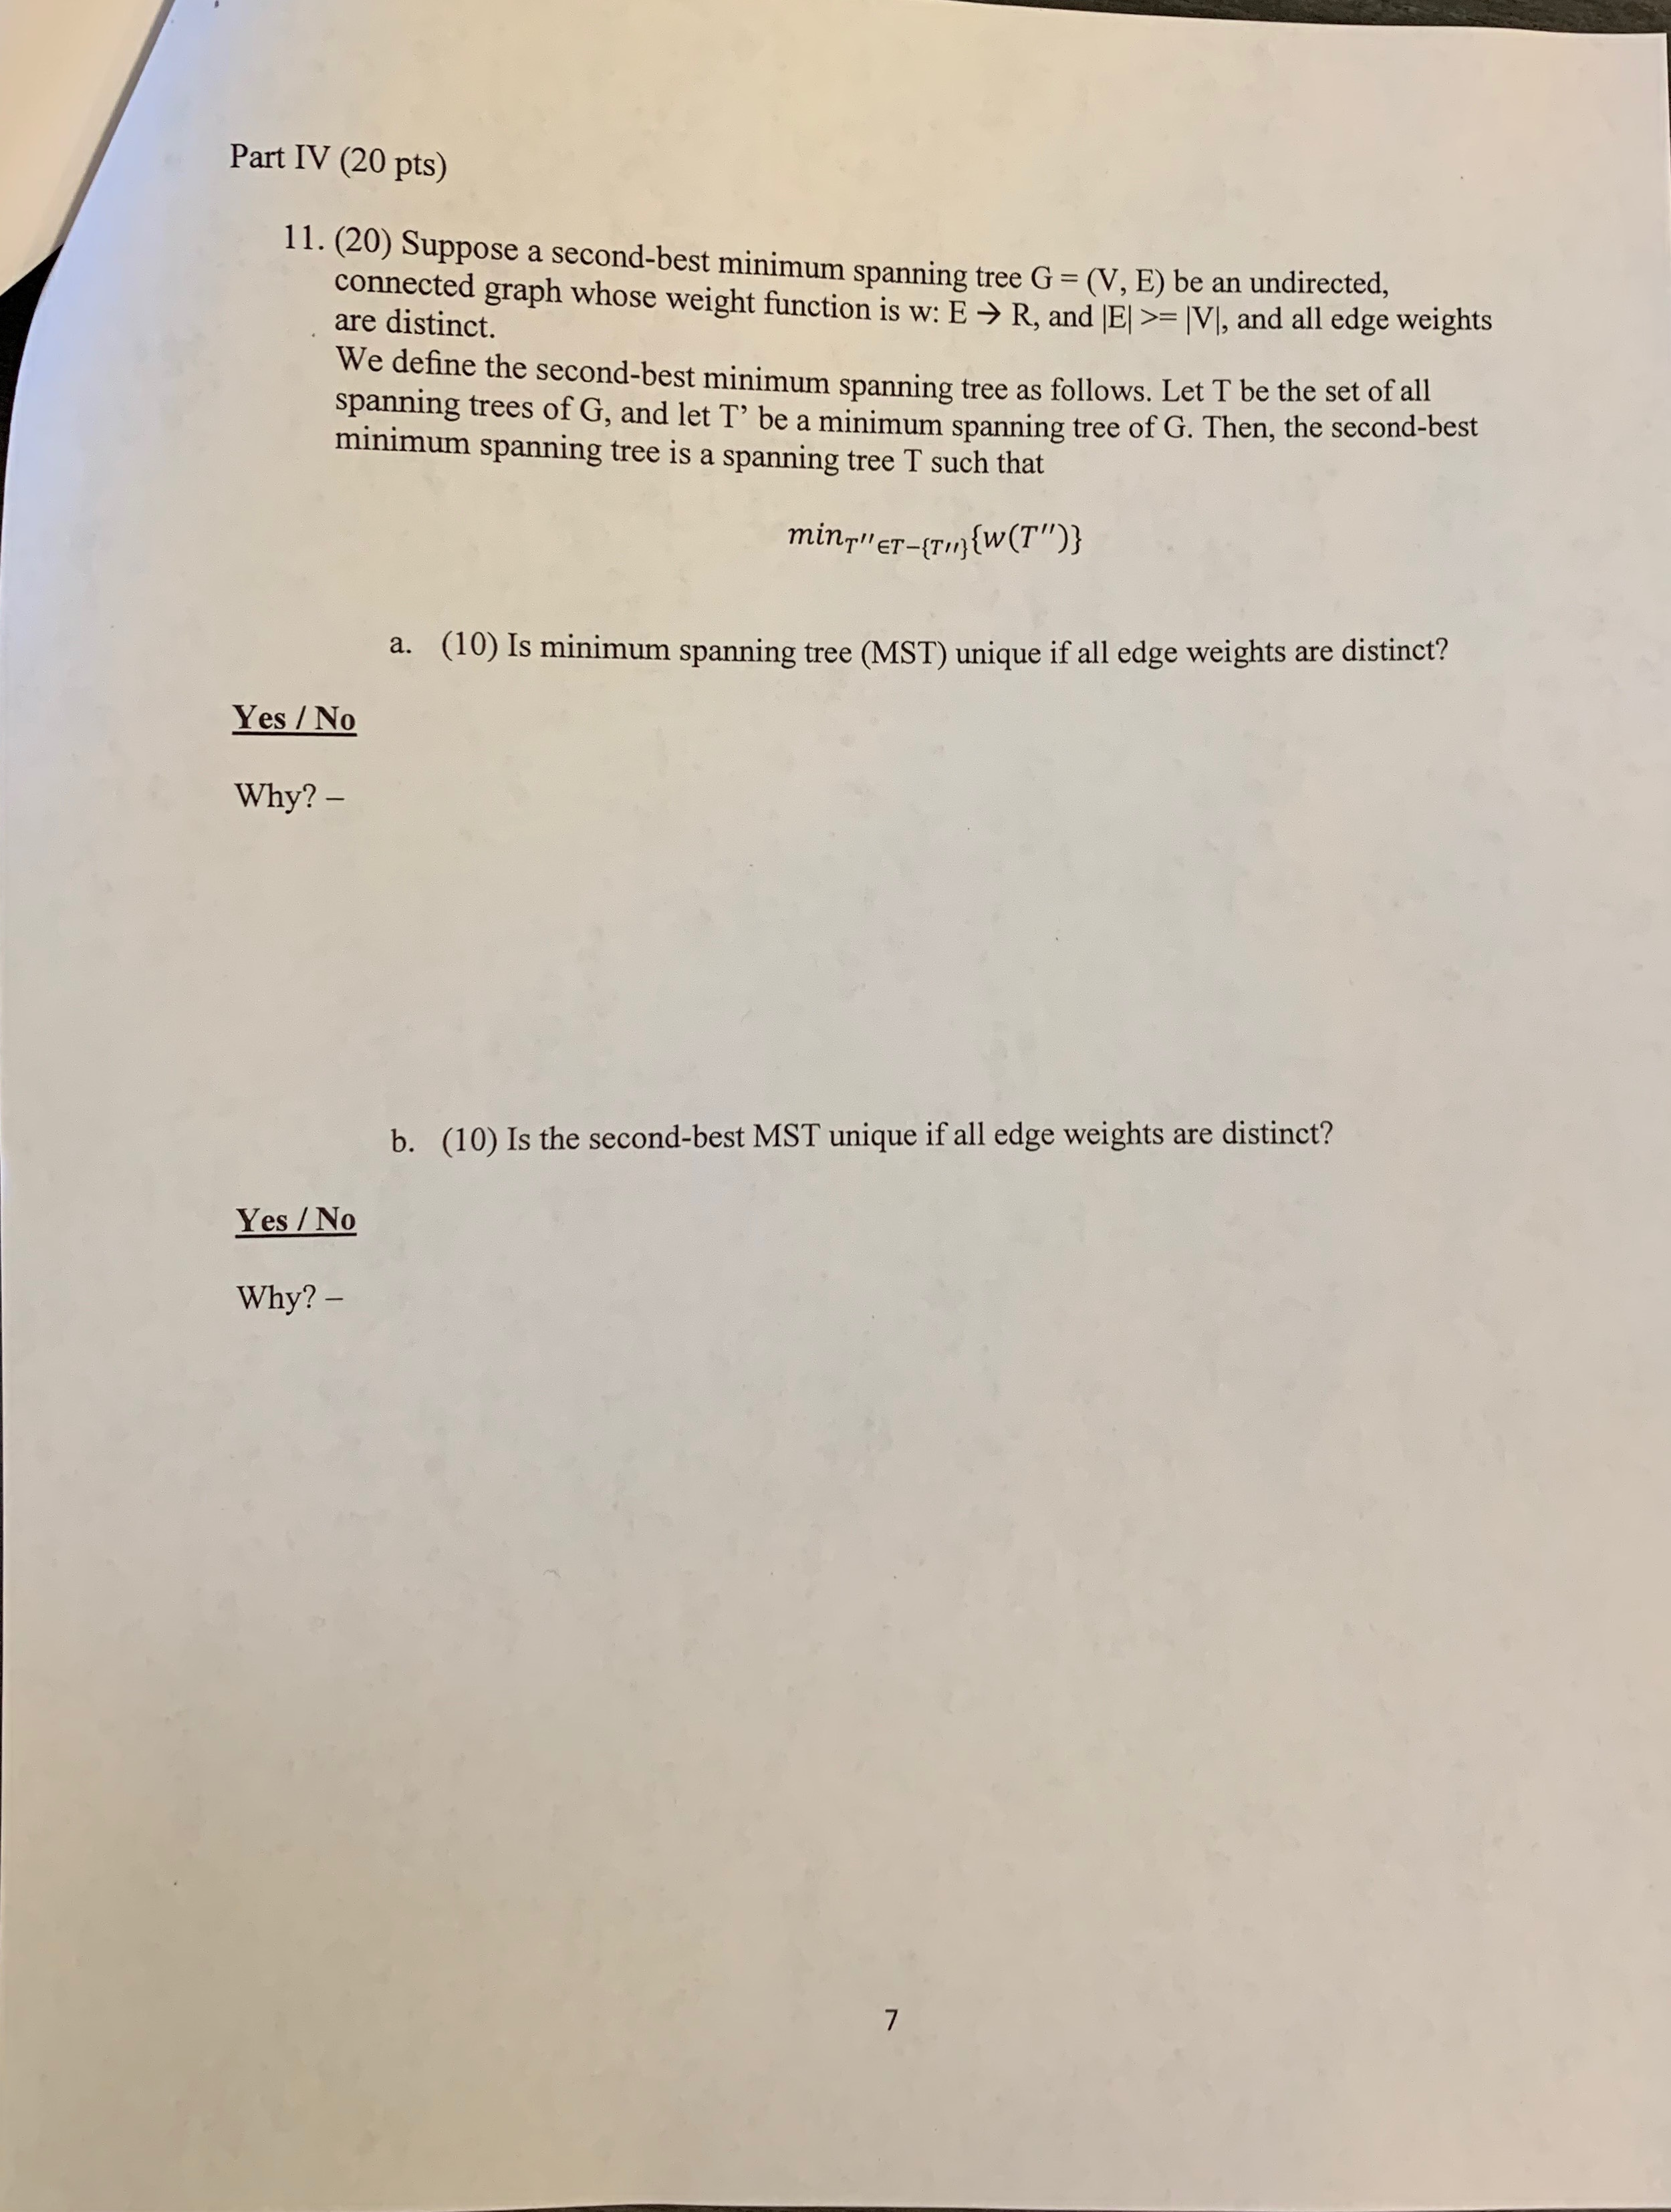 Part IV (20 pts)
11. (20) Suppose a second-best minimum spanning tree G = (V, E) be an undirected,
connected graph whose weight function is w: E → R, and |E| >= |V|, and all edge weights
are distinct.
We define the second-best minimum spanning tree as follows. Let T be the set of all
spanning trees of G, and let T’ be a minimum spanning tree of G. Then, the second-best
minimum spanning tree is a spanning tree T such that
min_{T''∈T−{T''}}{w(T'')}
a. (10) Is minimum spanning tree (MST) unique if all edge weights are distinct?
Yes / No
Why? –
b. (10) Is the second-best MST unique if all edge weights are distinct?
Yes / No
Why? –
7